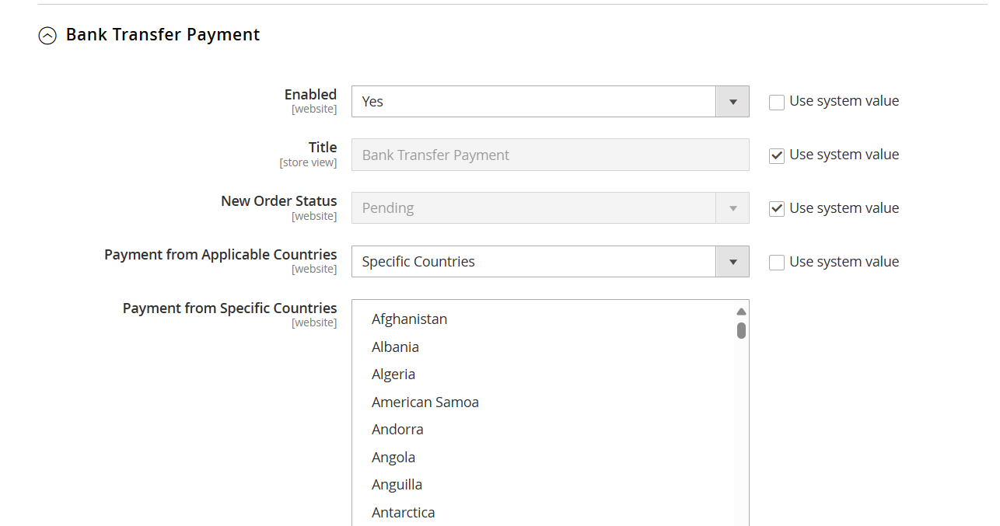 Bank Transfer Payment
Enabled
[website]
Yes
Use system value
Title
[store view]
Bank Transfer Payment
Use system value
New Order Status
[website]
Pending
Use system value
Payment from Applicable Countries
[website]
Specific Countries
Use system value
Payment from Specific Countries
[website]
Afghanistan
Albania
Algeria
American Samoa
Andorra
Angola
Anguilla
Antarctica